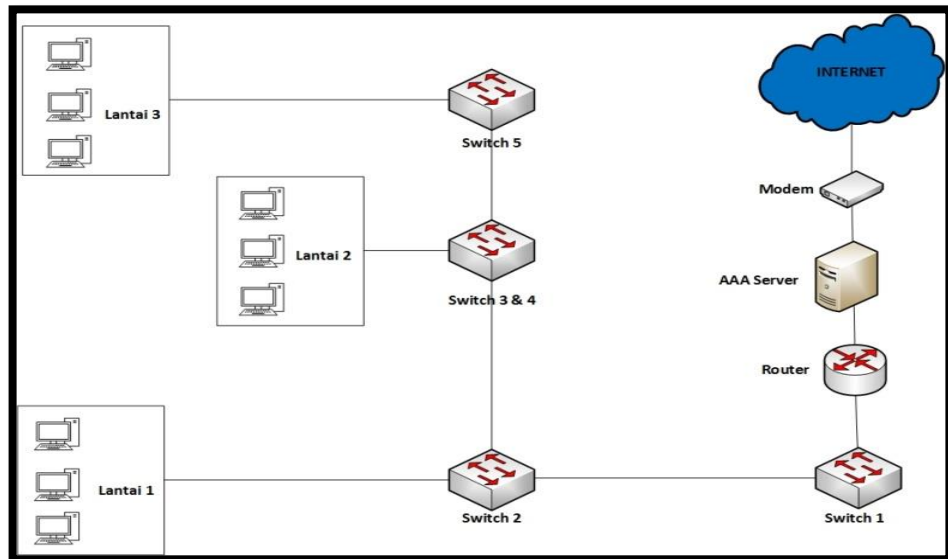 INTERNET
Lantai 3
Switch 5
Modem
Lantai 2
AAA Server
Switch 3 & 4
Router
Lantai 1
Switch 2
Switch 1